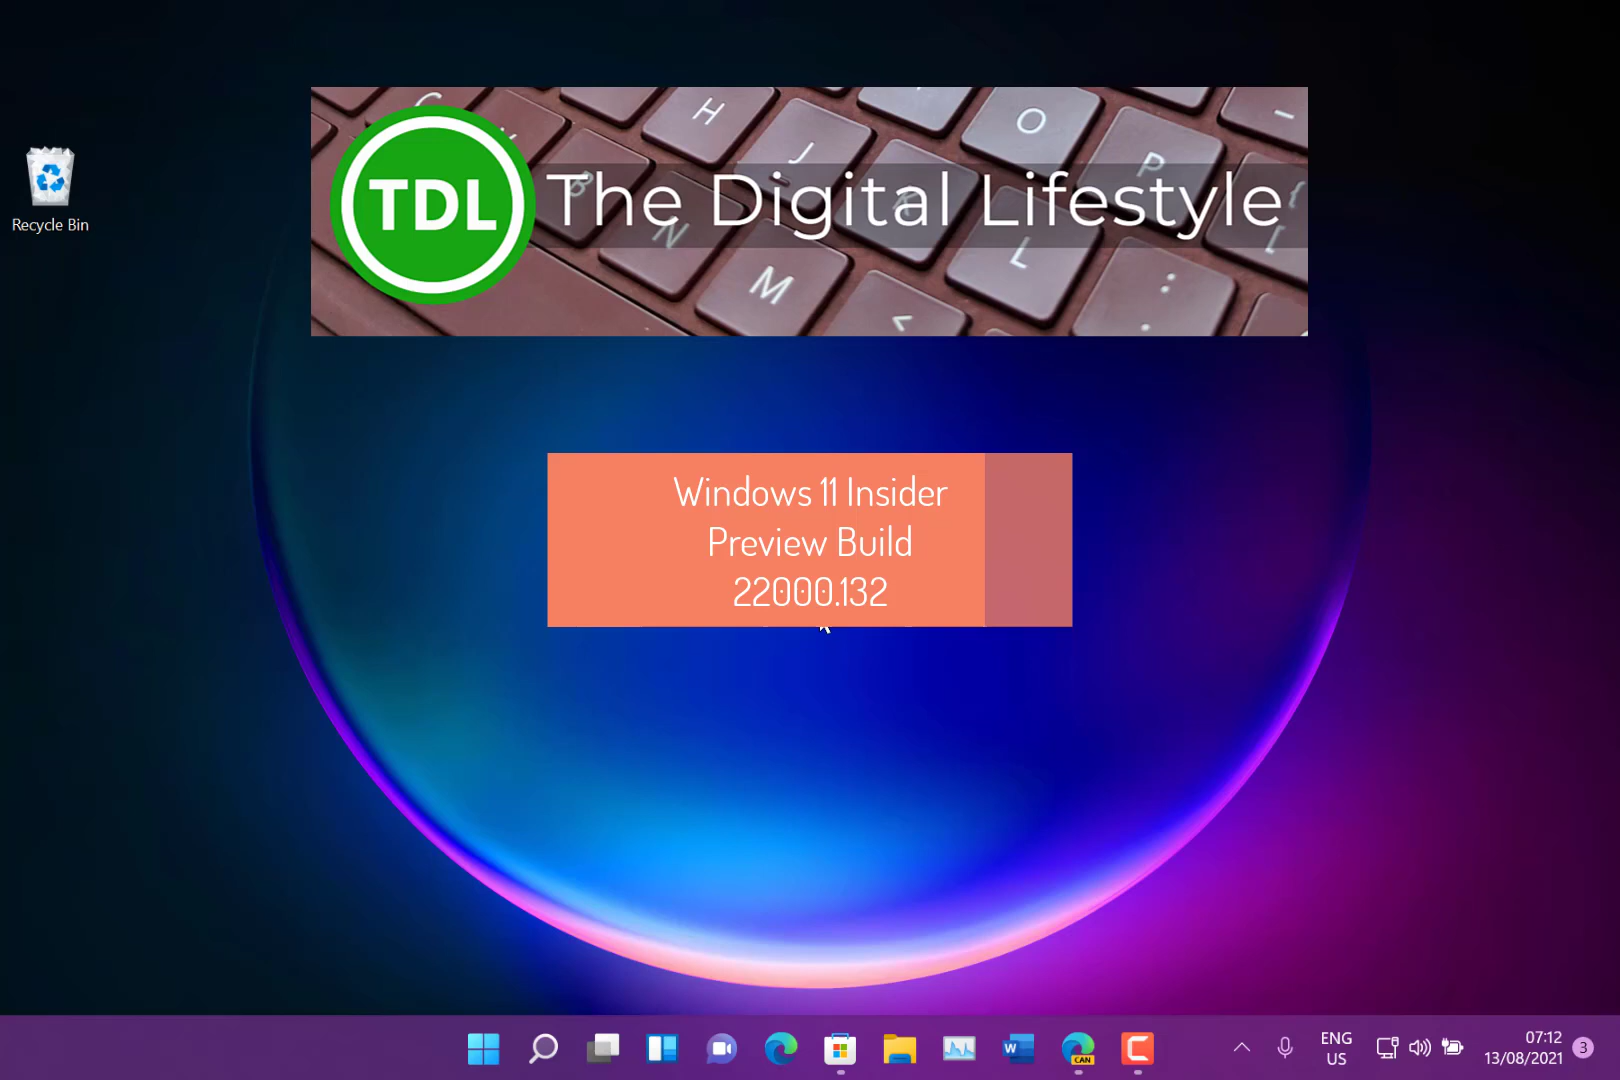 Recycle Bin
TDL
The Digital Lifestyle
H
J
O
P
B
N
M
L
Windows 11 Insider
Preview Build
22000.132
W
CAN
ENG
US
07:12
13/08/2021
3